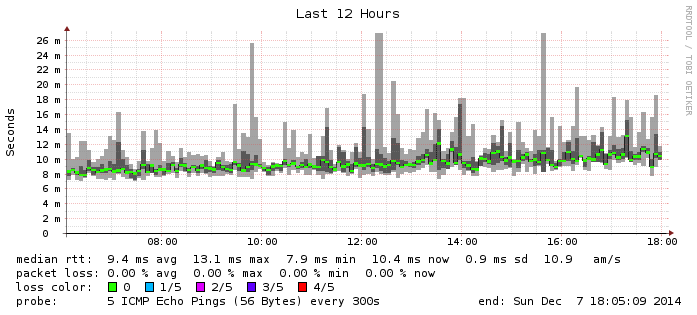 Last 12 Hours
RRDTOOL / TOBI OETIKER
Seconds
26 m
24 m
22 m
20 m
18 m
16 m
14 m
12 m
10 m
8 m
6 m
4 m
2 m
0
08:00 10:00 12:00 14:00 16:00 18:00
median rtt: 9.4 ms avg 13.1 ms max 7.9 ms min 10.4 ms now 0.9 ms sd 10.9 am/s
packet loss: 0.00 % avg 0.00 % max 0.00 % min 0.00 % now
loss color: 0 1/5 2/5 3/5 4/5
probe: 5 ICMP Echo Pings (56 Bytes) every 300s end: Sun Dec 7 18:05:09 2014